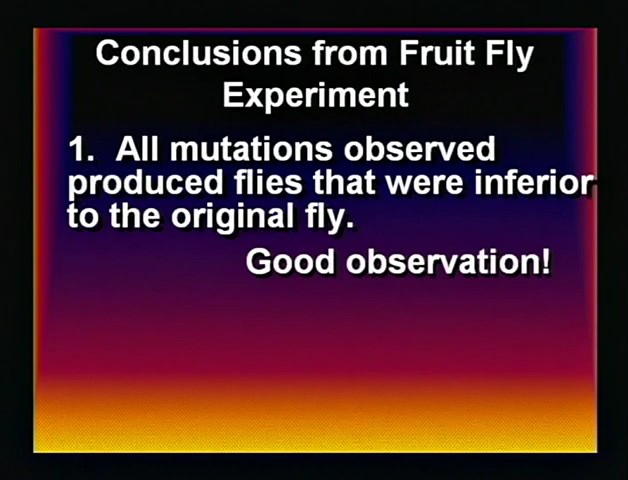 Conclusions from Fruit Fly
Experiment
1. All mutations observed
produced flies that were inferior
to the original fly.
Good observation!